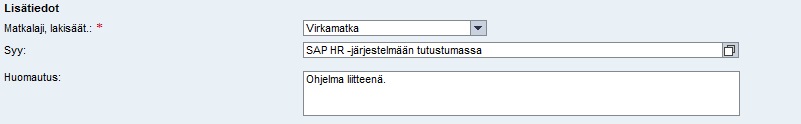 Lisätiedot
Matkalaji, lakisäät.: * Virkamatka
Syy: SAP HR -järjestelmään tutustumassa
Huomautus: Ohjelma liitteenä.